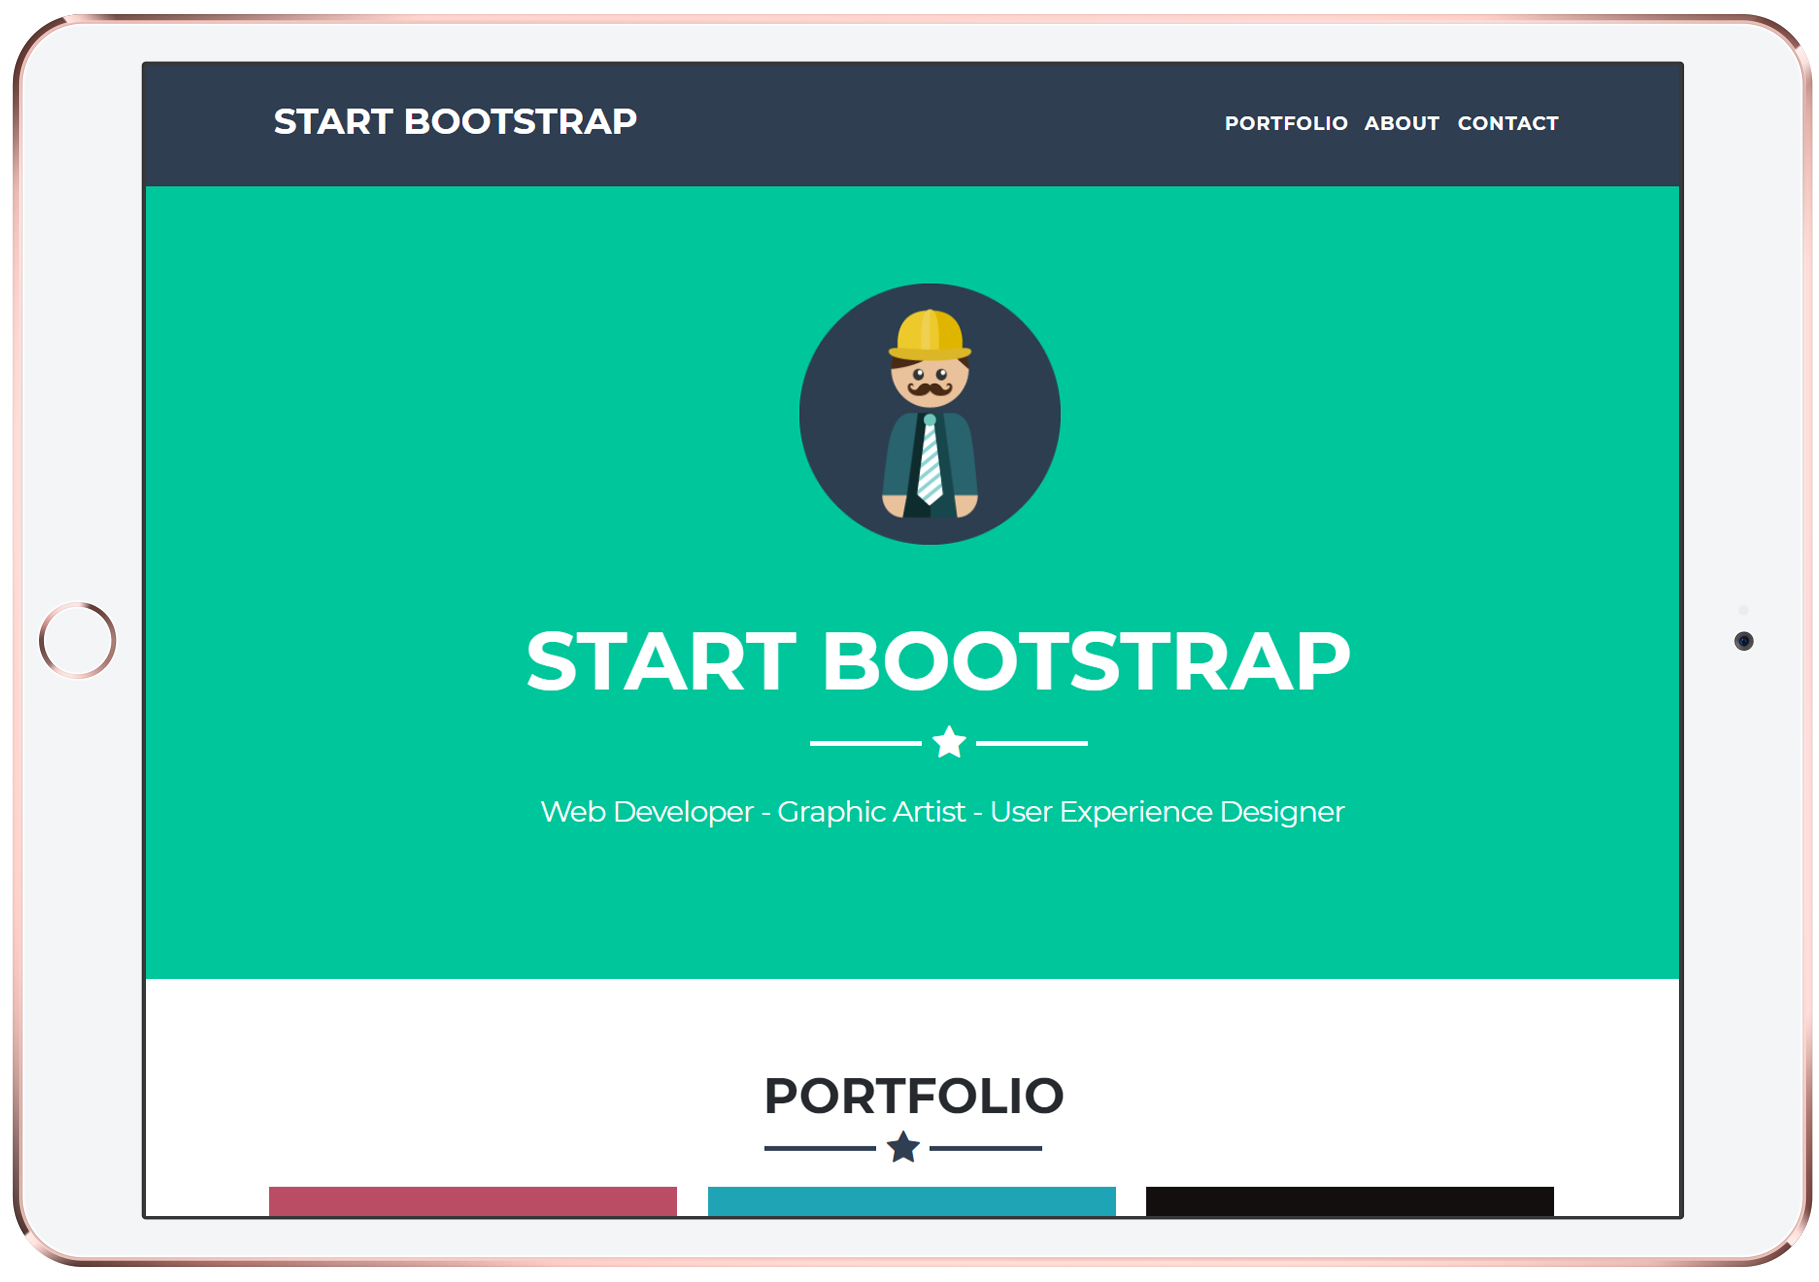 START BOOTSTRAP
PORTFOLIO ABOUT CONTACT
START BOOTSTRAP
Web Developer - Graphic Artist - User Experience Designer
PORTFOLIO